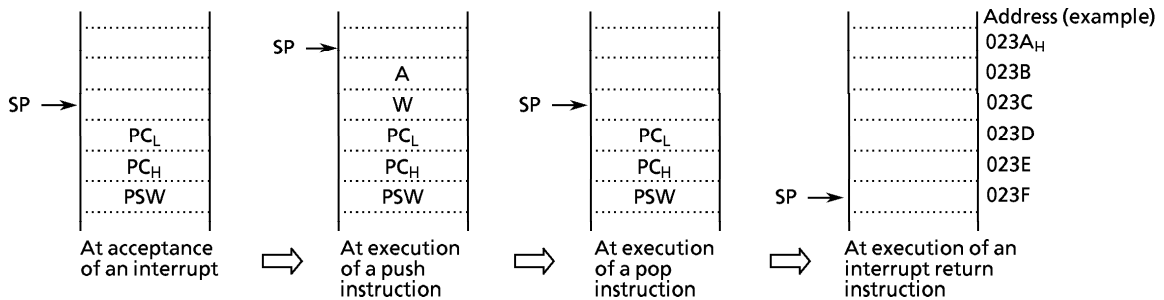 Address (example)
SP
023A_H
A
023B
SP
W
SP
023C
PC_L
PC_L
PC_L
023D
PC_H
PC_H
PC_H
023E
PSW
PSW
PSW
SP
023F
At acceptance
of an interrupt
At execution
of a push
instruction
At execution
of a pop
instruction
At execution of an
interrupt return
instruction